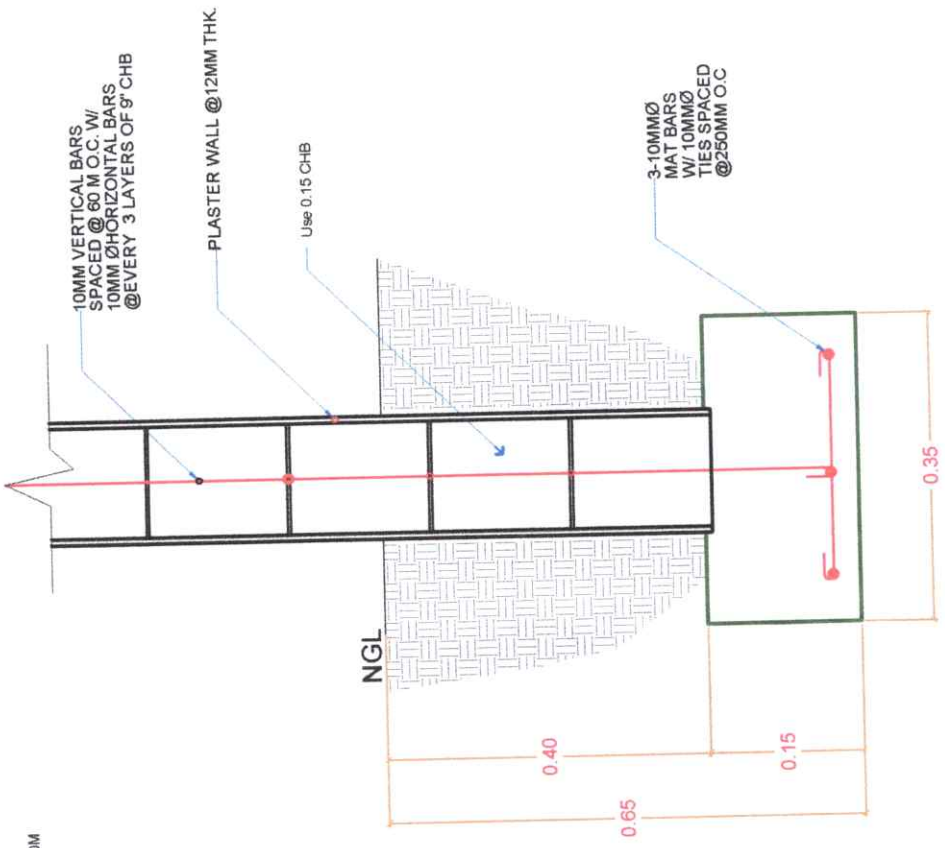 10MM VERTICAL BARS
SPACED @ 60 M O.C. W/
10MM ØHORIZONTAL BARS
@EVERY 3 LAYERS OF 9" CHB
PLASTER WALL @12MM THK.
Use 0.15 CHB
3-10MMØ
MAT BARS
W/ 10MMØ
TIES SPACED
@250MM O.C
NGL
0.40
0.15
0.65
0.35